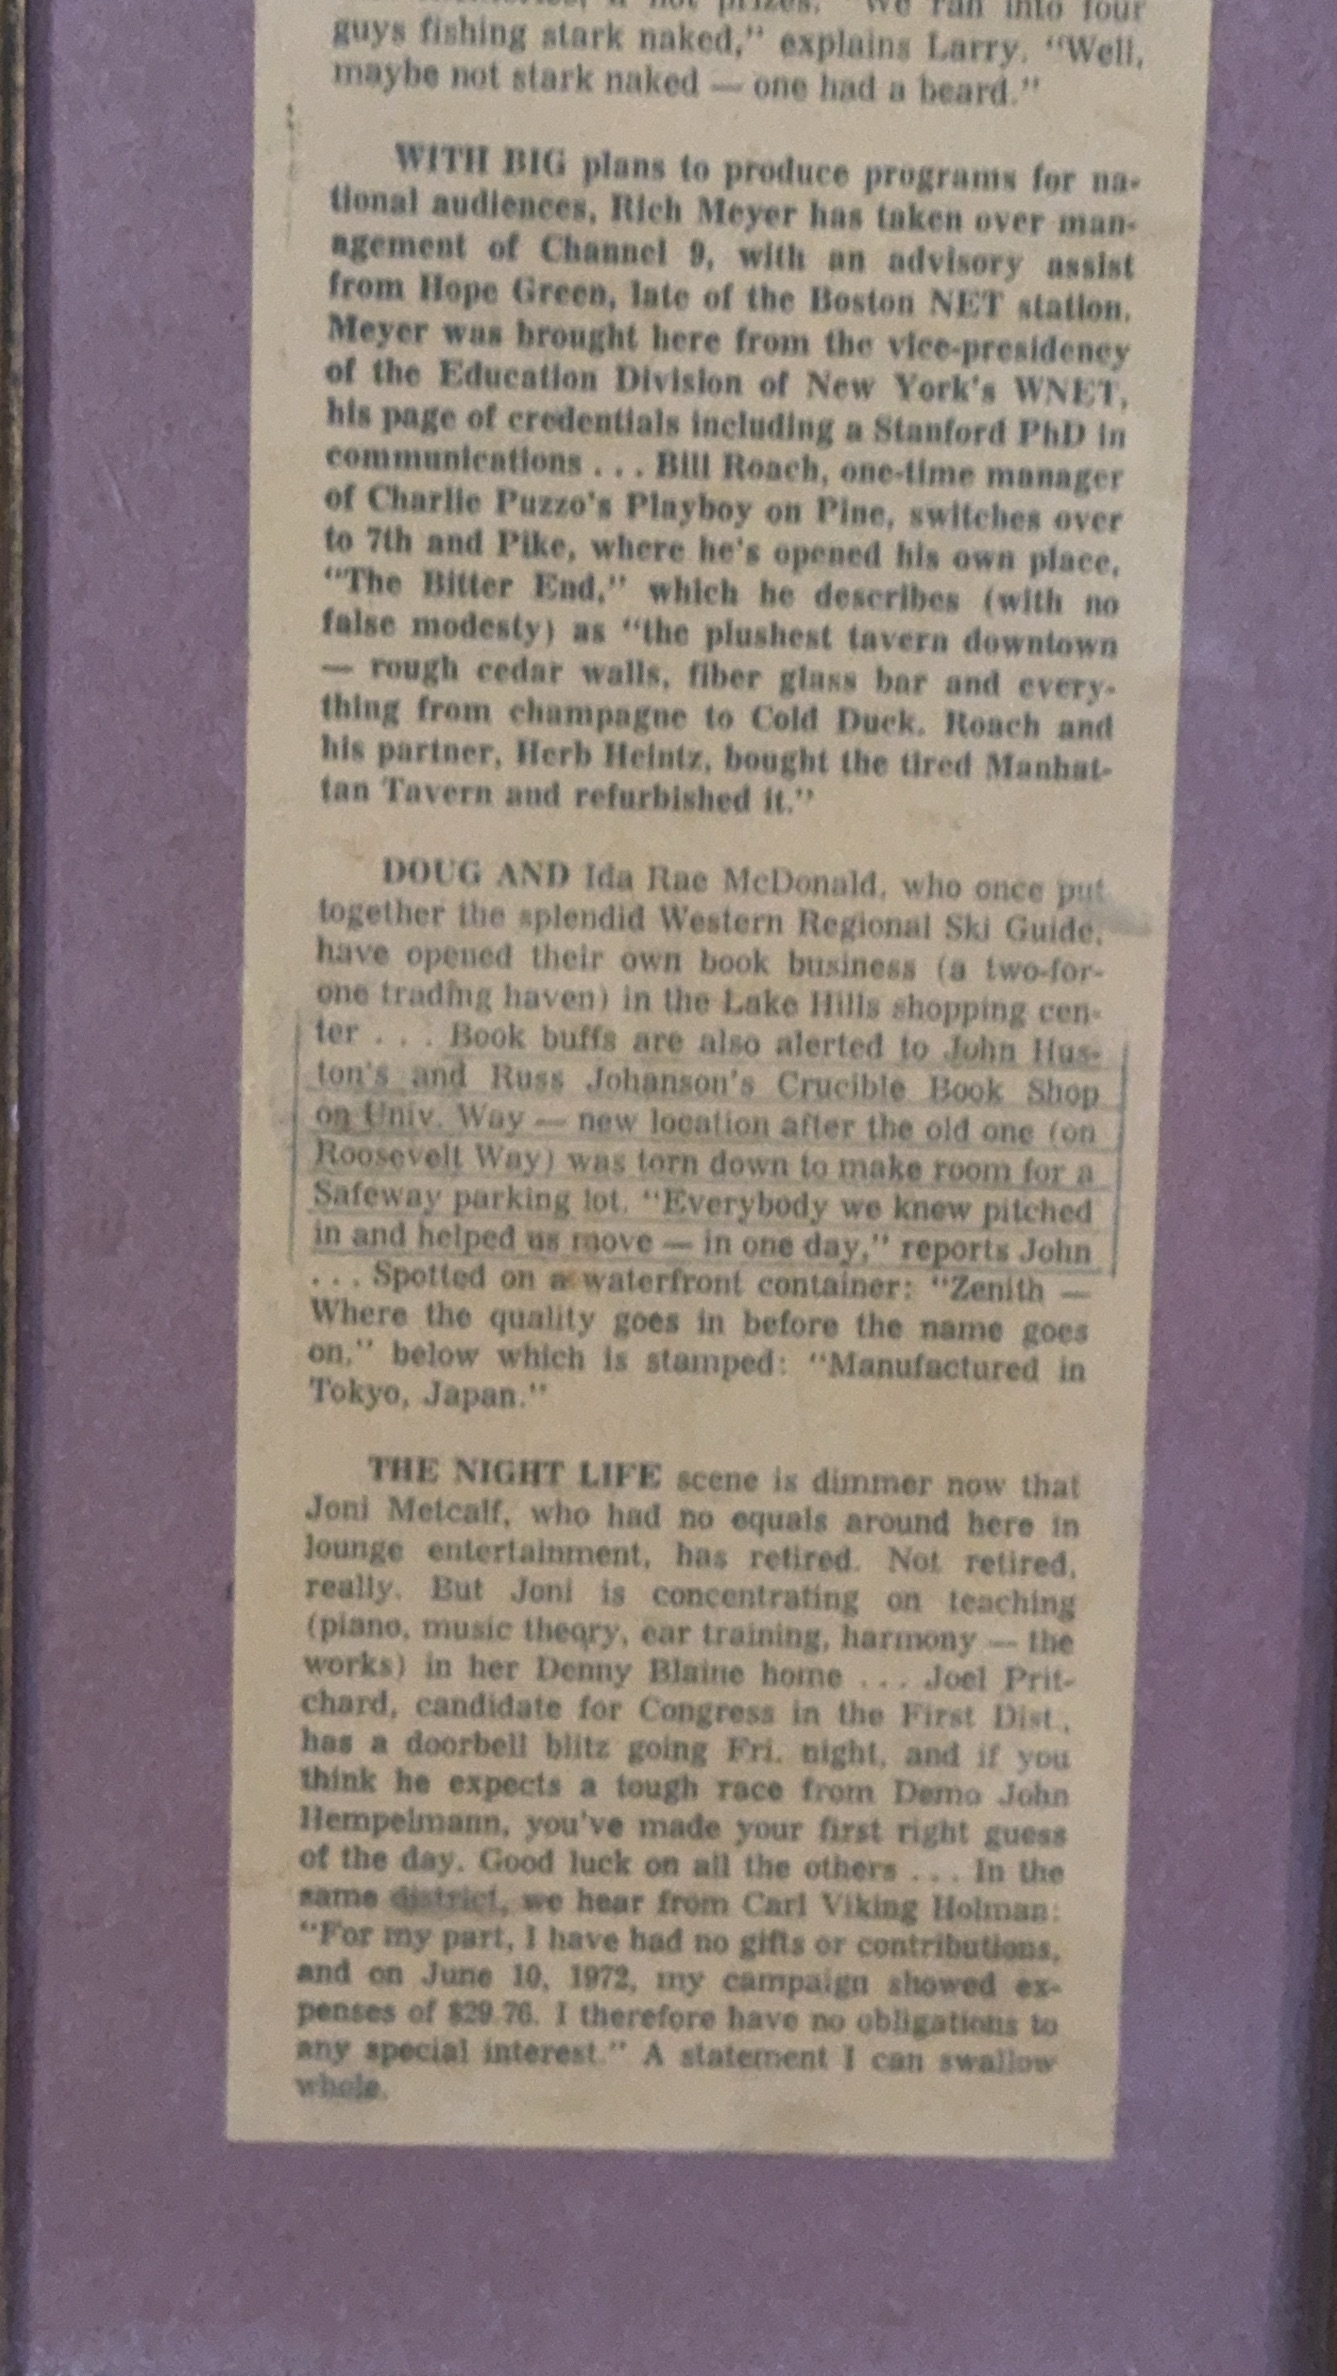 not prizes. "We ran into four
guys fishing stark naked," explains Larry. "Well,
maybe not stark naked — one had a beard."
WITH BIG plans to produce programs for na-
tional audiences, Rich Meyer has taken over man-
agement of Channel 9, with an advisory assist
from Hope Green, late of the Boston NET station.
Meyer was brought here from the vice-presidency
of the Education Division of New York's WNET,
his page of credentials including a Stanford PhD in
communications . . . Bill Roach, one-time manager
of Charlie Puzzo's Playboy on Pine, switches over
to 7th and Pike, where he's opened his own place,
"The Bitter End," which he describes (with no
false modesty) as "the plushest tavern downtown
— rough cedar walls, fiber glass bar and every-
thing from champagne to Cold Duck. Roach and
his partner, Herb Heintz, bought the tired Manhat-
tan Tavern and refurbished it."
DOUG AND Ida Rae McDonald, who once put
together the splendid Western Regional Ski Guide,
have opened their own book business (a two-for-
one trading haven) in the Lake Hills shopping cen-
ter . . . Book buffs are also alerted to John Hus-
ton's and Russ Johanson's Crucible Book Shop
on Univ. Way — new location after the old one (on
Roosevelt Way) was torn down to make room for a
Safeway parking lot. "Everybody we knew pitched
in and helped us move — in one day," reports John
. . . Spotted on a waterfront container: "Zenith —
Where the quality goes in before the name goes
on," below which is stamped: "Manufactured in
Tokyo, Japan."
THE NIGHT LIFE scene is dimmer now that
Joni Metcalf, who had no equals around here in
lounge entertainment, has retired. Not retired,
really. But Joni is concentrating on teaching
(piano, music theory, ear training, harmony — the
works) in her Denny Blaine home . . . Joel Prit-
chard, candidate for Congress in the First Dist.,
has a doorbell blitz going Fri. night, and if you
think he expects a tough race from Demo John
Hempelmann, you've made your first right guess
of the day. Good luck on all the others . . . In the
same district, we hear from Carl Viking Holman:
"For my part, I have had no gifts or contributions,
and on June 10, 1972, my campaign showed ex-
penses of $29.76. I therefore have no obligations to
any special interest." A statement I can swallow
whole.